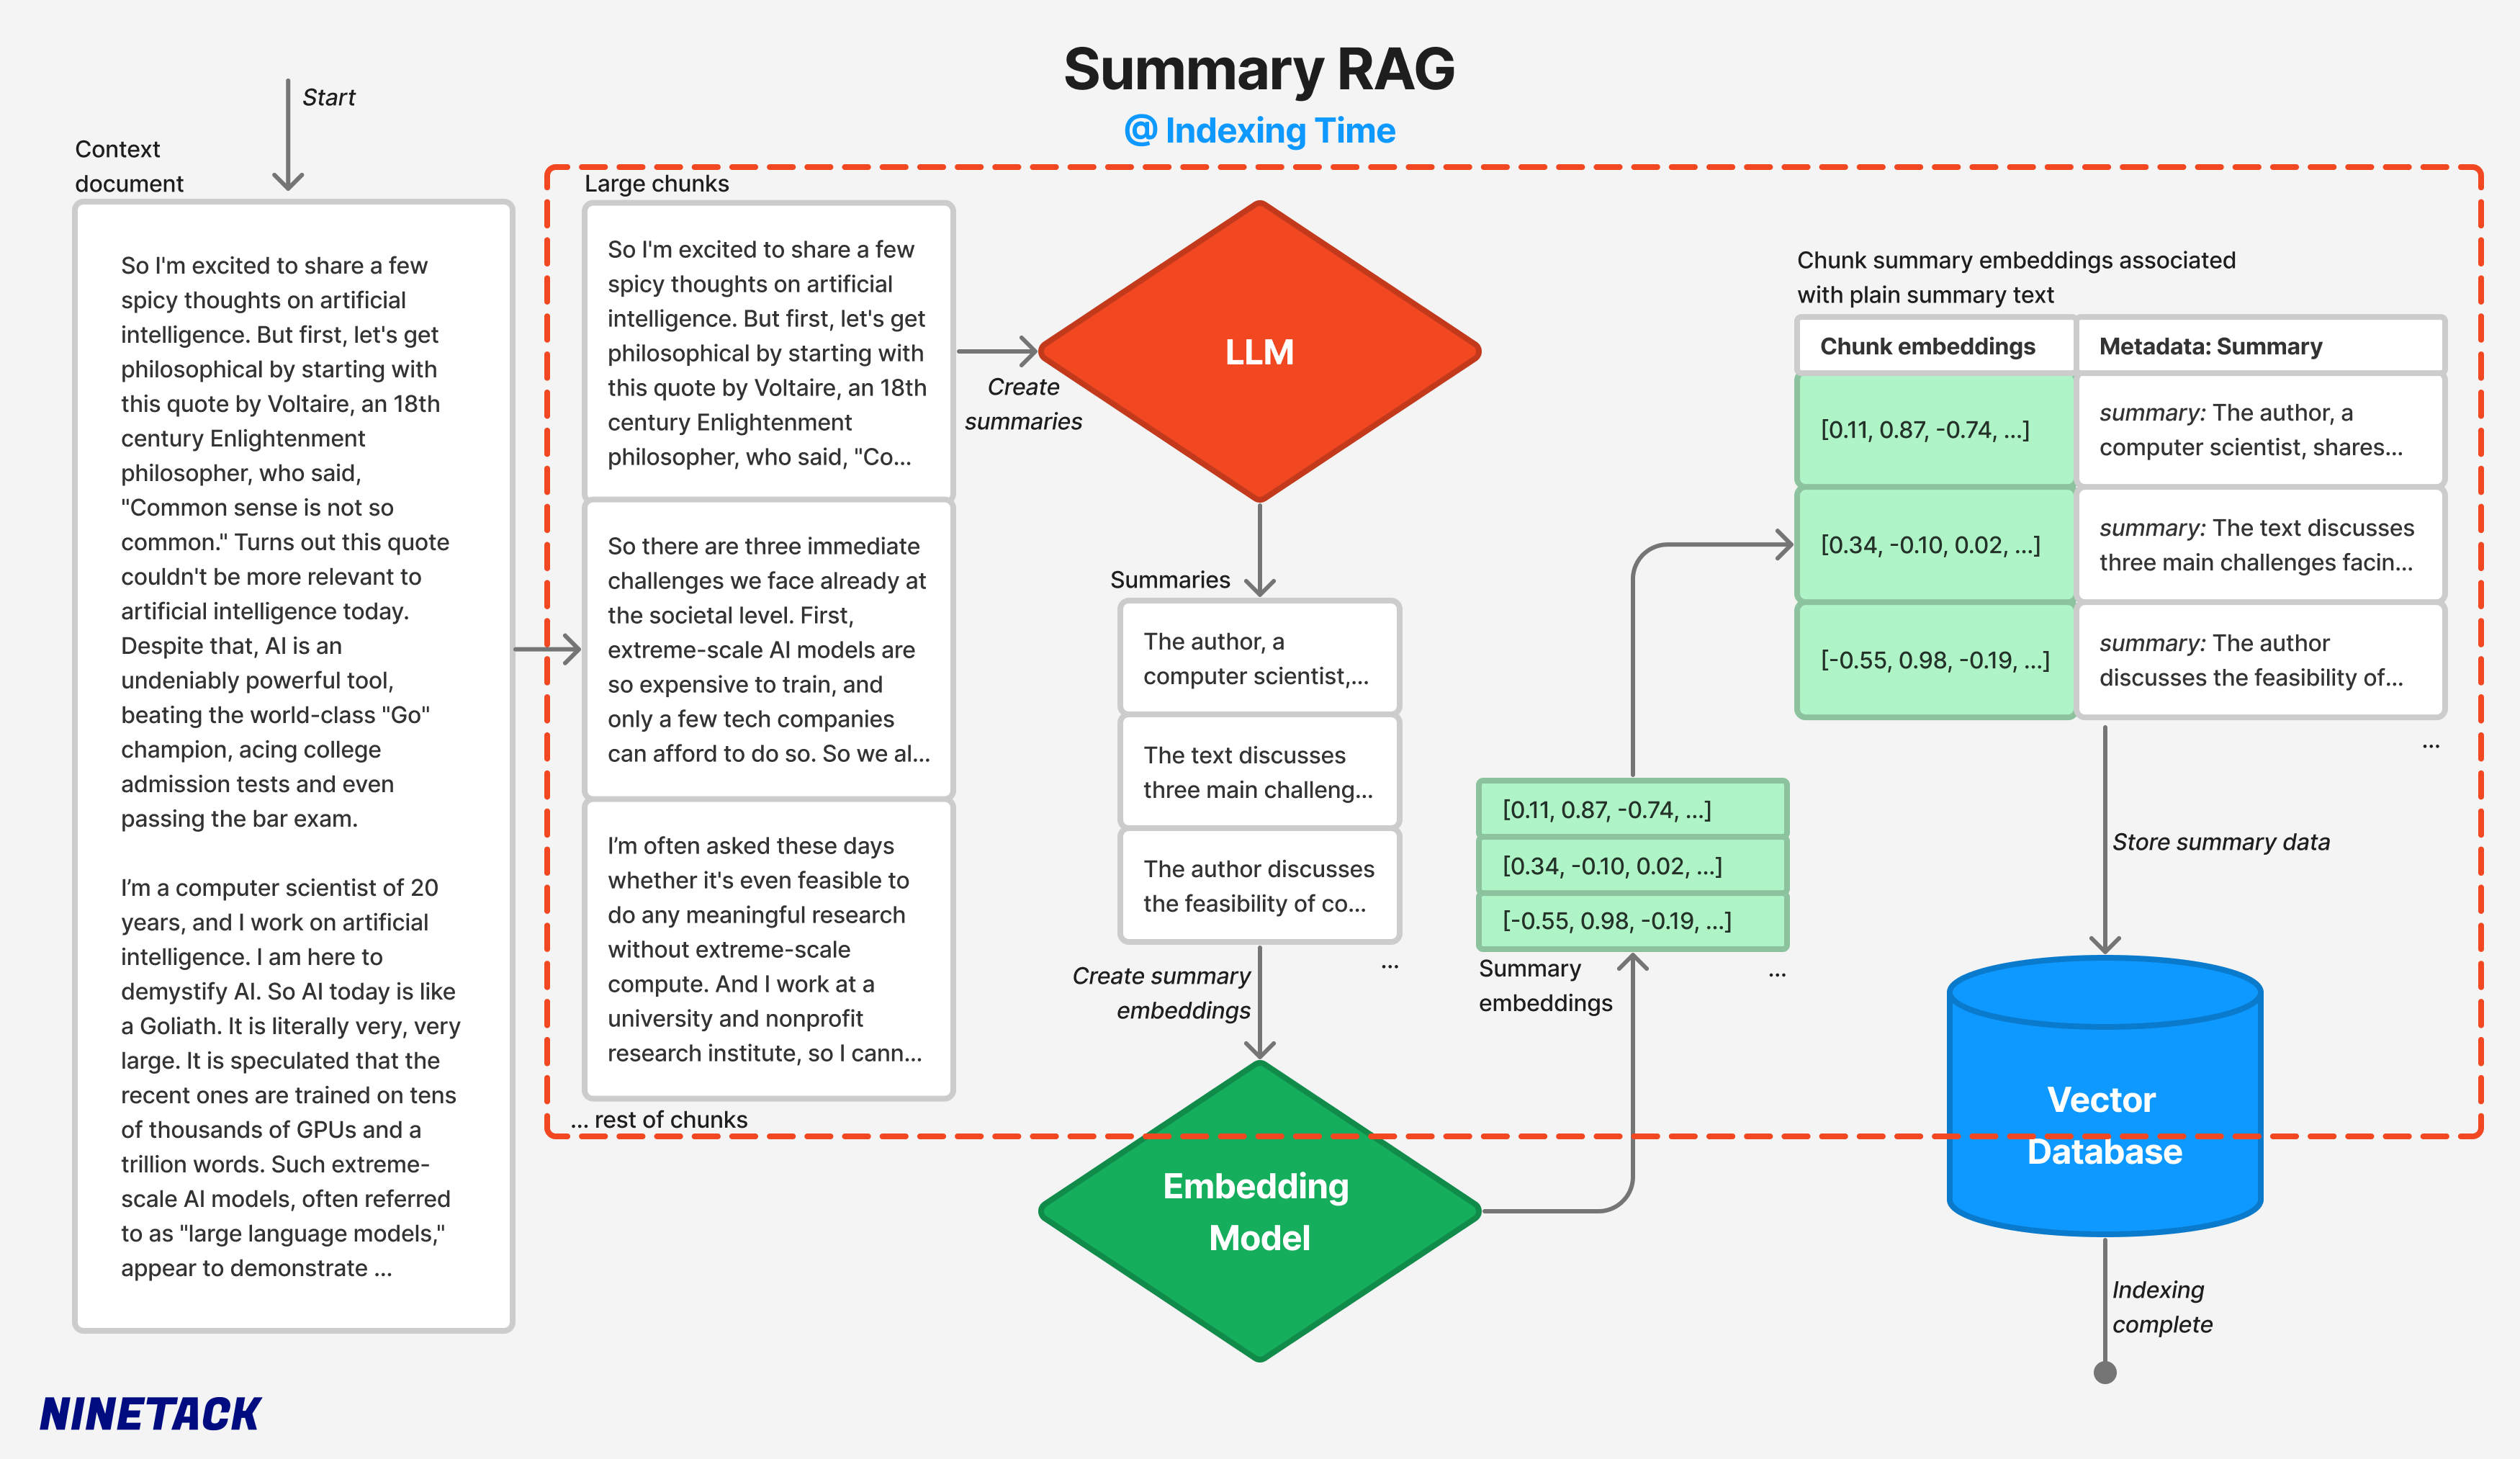 Summary RAG
@ Indexing Time
Start
Context
document
So I'm excited to share a few
spicy thoughts on artificial
intelligence. But first, let's get
philosophical by starting with
this quote by Voltaire, an 18th
century Enlightenment
philosopher, who said,
"Common sense is not so
common." Turns out this quote
couldn't be more relevant to
artificial intelligence today.
Despite that, AI is an
undeniably powerful tool,
beating the world-class "Go"
champion, acing college
admission tests and even
passing the bar exam.
I’m a computer scientist of 20
years, and I work on artificial
intelligence. I am here to
demystify AI. So AI today is like
a Goliath. It is literally very, very
large. It is speculated that the
recent ones are trained on tens
of thousands of GPUs and a
trillion words. Such extreme-
scale AI models, often referred
to as "large language models,"
appear to demonstrate ...
Large chunks
So I'm excited to share a few
spicy thoughts on artificial
intelligence. But first, let's get
philosophical by starting with
this quote by Voltaire, an 18th
century Enlightenment
philosopher, who said, "Co...
So there are three immediate
challenges we face already at
the societal level. First,
extreme-scale AI models are
so expensive to train, and
only a few tech companies
can afford to do so. So we al...
I’m often asked these days
whether it's even feasible to
do any meaningful research
without extreme-scale
compute. And I work at a
university and nonprofit
research institute, so I cann...
... rest of chunks
Create
summaries
LLM
Summaries
The author, a
computer scientist,...
The text discusses
three main challeng...
The author discusses
the feasibility of co...
...
Create summary
embeddings
Embedding
Model
[0.11, 0.87, -0.74, ...]
[0.34, -0.10, 0.02, ...]
[-0.55, 0.98, -0.19, ...]
Summary
embeddings
...
Chunk summary embeddings associated
with plain summary text
Chunk embeddings
Metadata: Summary
[0.11, 0.87, -0.74, ...]
summary: The author, a
computer scientist, shares...
[0.34, -0.10, 0.02, ...]
summary: The text discusses
three main challenges facin...
[-0.55, 0.98, -0.19, ...]
summary: The author
discusses the feasibility of...
...
Store summary data
Vector
Database
Indexing
complete
NINETACK